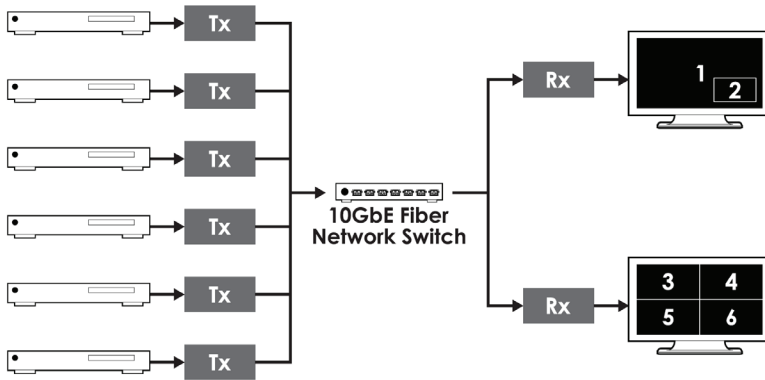 Tx
Tx
Tx
Tx
Tx
Tx
10GbE Fiber
Network Switch
Rx
1
2
Rx
3 4
5 6